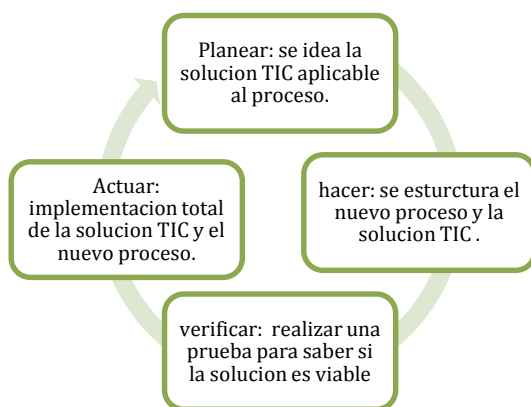 Planear: se idea la
solucion TIC aplicable
al proceso.
hacer: se esturctura el
nuevo proceso y la
solucion TIC .
verificar:  realizar una
prueba para saber si
la solucion es viable
Actuar:
implementacion total
de la solucion TIC y el
nuevo proceso.